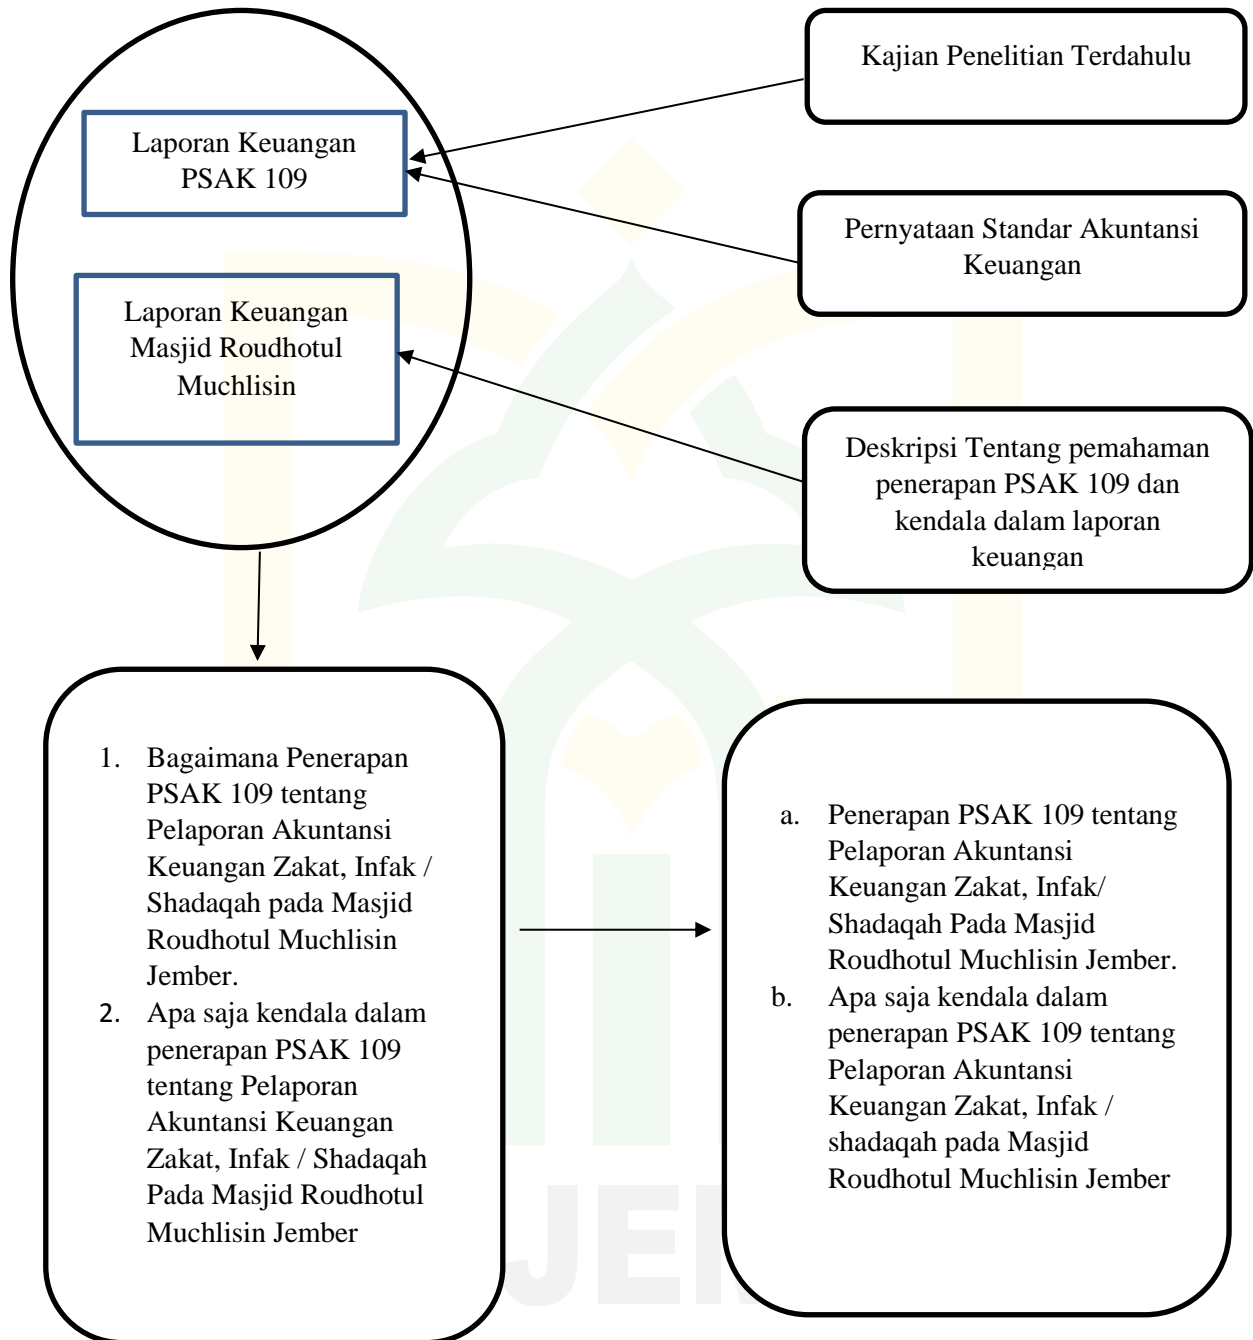 Kajian Penelitian Terdahulu
Laporan Keuangan
PSAK 109
Pernyataan Standar Akuntansi
Keuangan
Laporan Keuangan
Masjid Roudhotul
Muchlisin
Deskripsi Tentang pemahaman
penerapan PSAK 109 dan
kendala dalam laporan
keuangan
1. Bagaimana Penerapan
PSAK 109 tentang
Pelaporan Akuntansi
Keuangan Zakat, Infak /
Shadaqah pada Masjid
Roudhotul Muchlisin
Jember.
2. Apa saja kendala dalam
penerapan PSAK 109
tentang Pelaporan
Akuntansi Keuangan
Zakat, Infak / Shadaqah
Pada Masjid Roudhotul
Muchlisin Jember
a. Penerapan PSAK 109 tentang
Pelaporan Akuntansi
Keuangan Zakat, Infak/
Shadaqah Pada Masjid
Roudhotul Muchlisin Jember.
b. Apa saja kendala dalam
penerapan PSAK 109 tentang
Pelaporan Akuntansi
Keuangan Zakat, Infak /
shadaqah pada Masjid
Roudhotul Muchlisin Jember